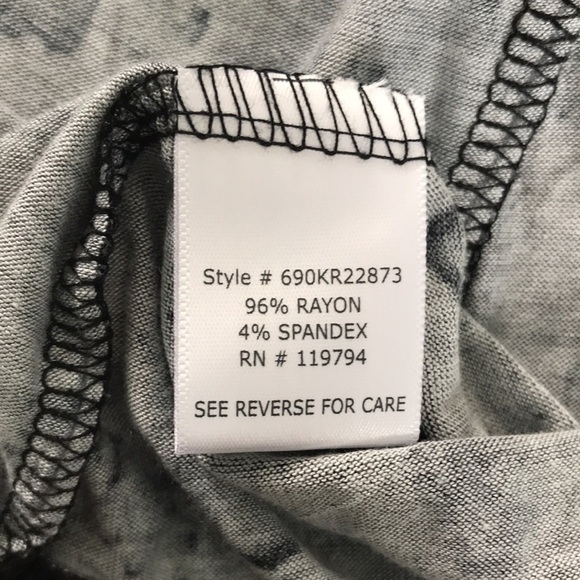 Style # 690KR22873
96% RAYON
4% SPANDEX
RN # 119794
SEE REVERSE FOR CARE